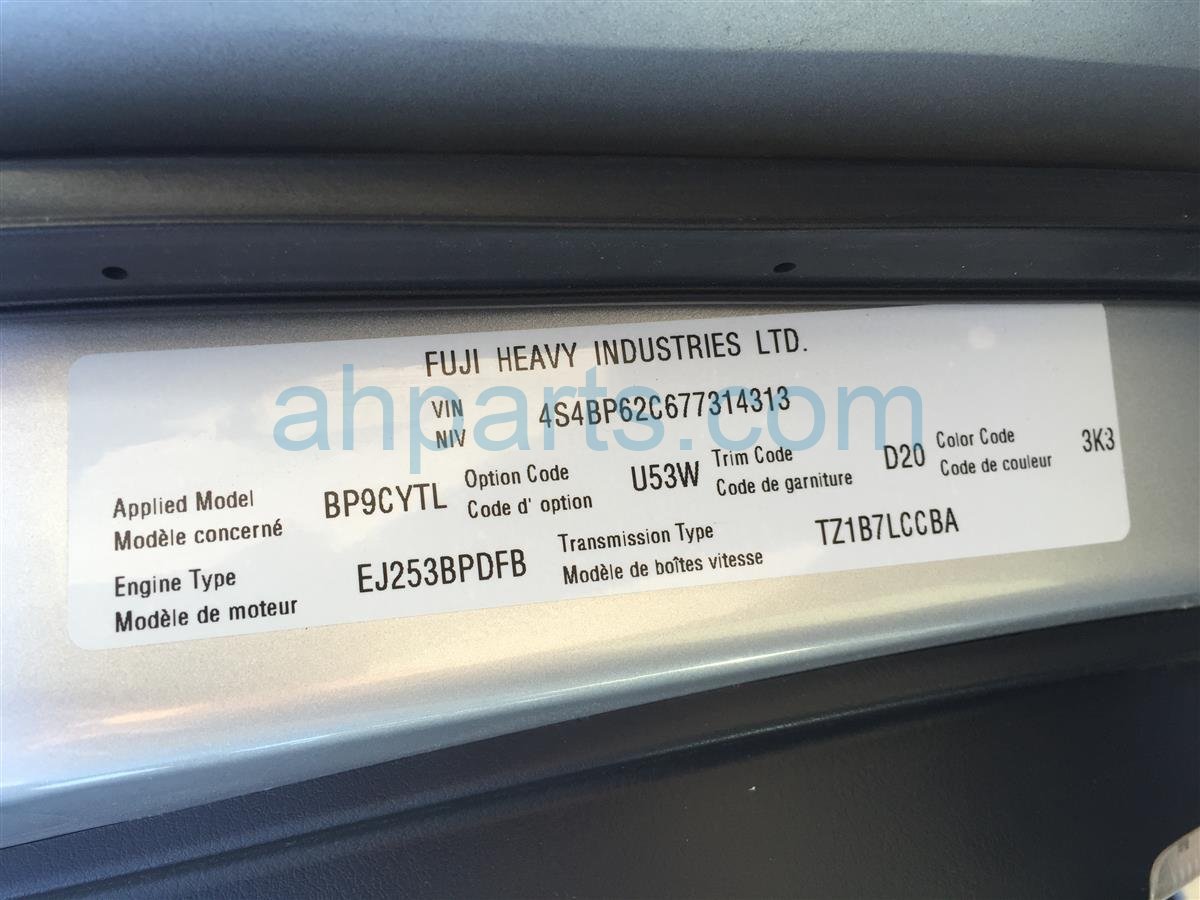 FUJI HEAVY INDUSTRIES LTD.
VIN
NIV
4S4BP62C677314313
ahparts.com
Applied Model
Modèle concerné
BP9CYTL
Option Code
Code d' option
U53W
Trim Code
Code de garniture
D20
Color Code
Code de couleur
3K3
Engine Type
Modèle de moteur
EJ253BPDFB
Transmission Type
Modèle de boîtes vitesse
TZ1B7LCCBA